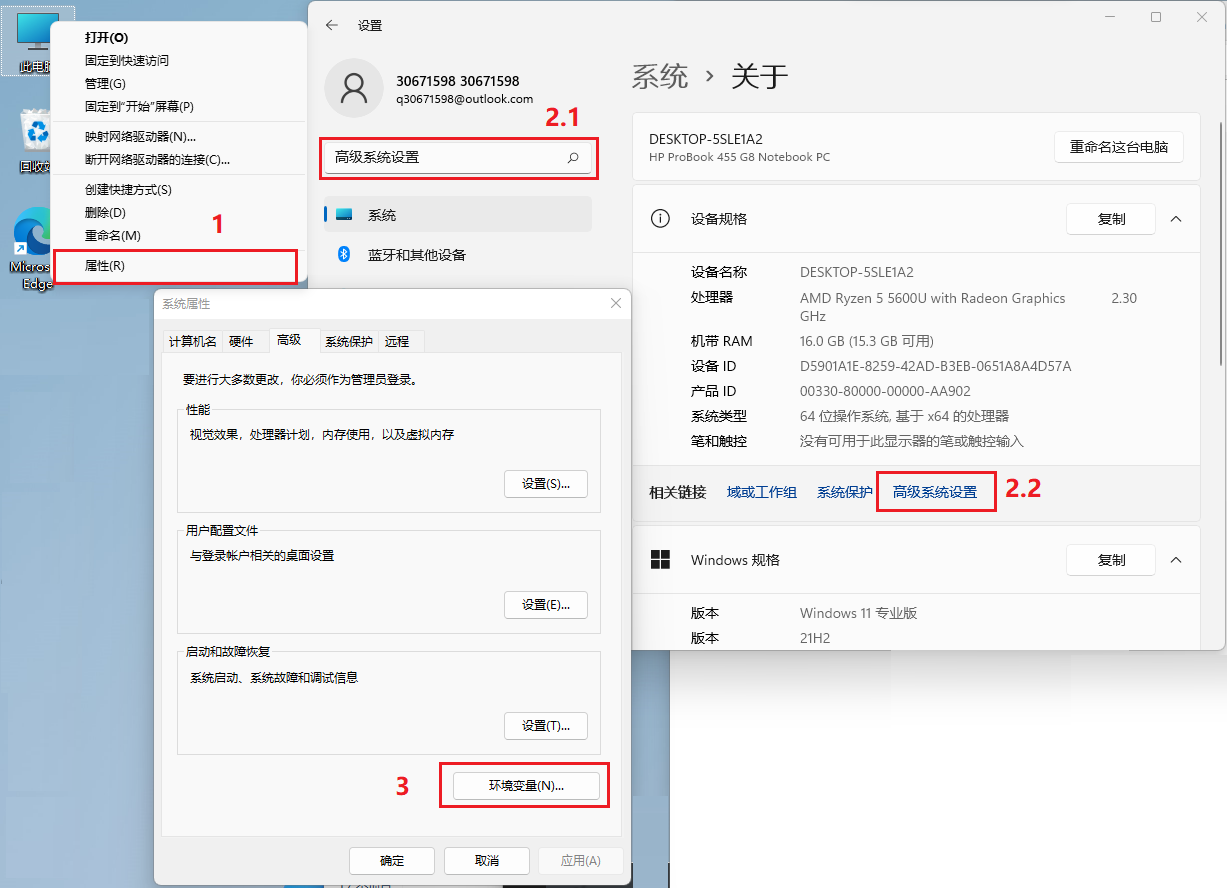 此电脑
回收站
Microsoft
Edge
打开(O)
固定到快速访问
管理(G)
固定到"开始"屏幕(P)
映射网络驱动器(N)...
断开网络驱动器的连接(C)...
创建快捷方式(S)
删除(D)
重命名(M)
属性(R)
1
设置
30671598 30671598
q30671598@outlook.com
2.1
高级系统设置
系统
蓝牙和其他设备
系统 › 关于
DESKTOP-5SLE1A2
HP ProBook 455 G8 Notebook PC
重命名这台电脑
设备规格
复制
设备名称 DESKTOP-5SLE1A2
处理器 AMD Ryzen 5 5600U with Radeon Graphics 2.30
GHz
机带 RAM 16.0 GB (15.3 GB 可用)
设备 ID D5901A1E-8259-42AD-B3EB-0651A8A4D57A
产品 ID 00330-80000-00000-AA902
系统类型 64 位操作系统, 基于 x64 的处理器
笔和触控 没有可用于此显示器的笔或触控输入
相关链接 域或工作组 系统保护 高级系统设置
2.2
Windows 规格
复制
版本 Windows 11 专业版
版本 21H2
系统属性
计算机名 硬件 高级 系统保护 远程
要进行大多数更改，你必须作为管理员登录。
性能
视觉效果，处理器计划，内存使用，以及虚拟内存
设置(S)...
用户配置文件
与登录帐户相关的桌面设置
设置(E)...
启动和故障恢复
系统启动、系统故障和调试信息
设置(T)...
3
环境变量(N)...
确定 取消 应用(A)